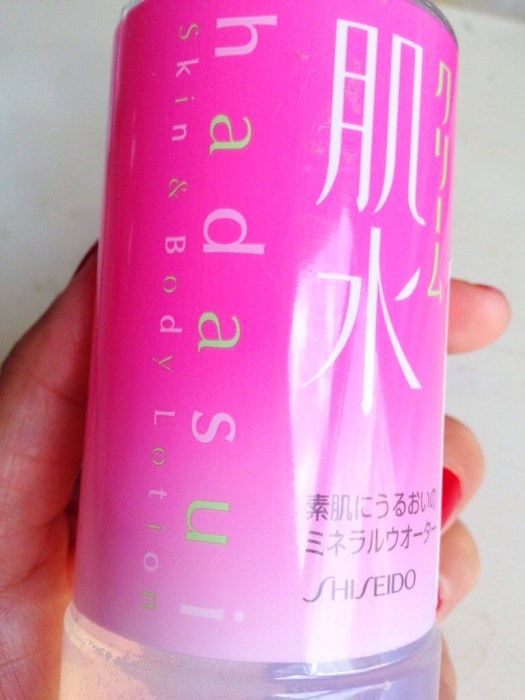 クリーム
肌水
hadasui
Skin & Body Lotion
素肌にうるおいの
ミネラルウオーター
SHISEIDO